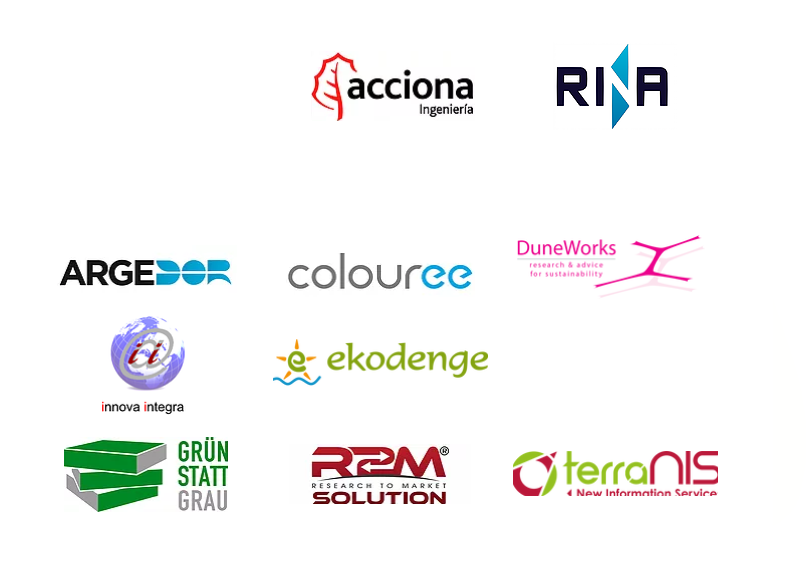 acciona
Ingeniería
RINA
ARGEDOR
colouree
DuneWorks
research & advice
for sustainability
@ ii
innova integra
e
ekodenge
GRÜN
STATT
GRAU
R2M®
RESEARCH TO MARKET
SOLUTION
terraNIS
New Information Service